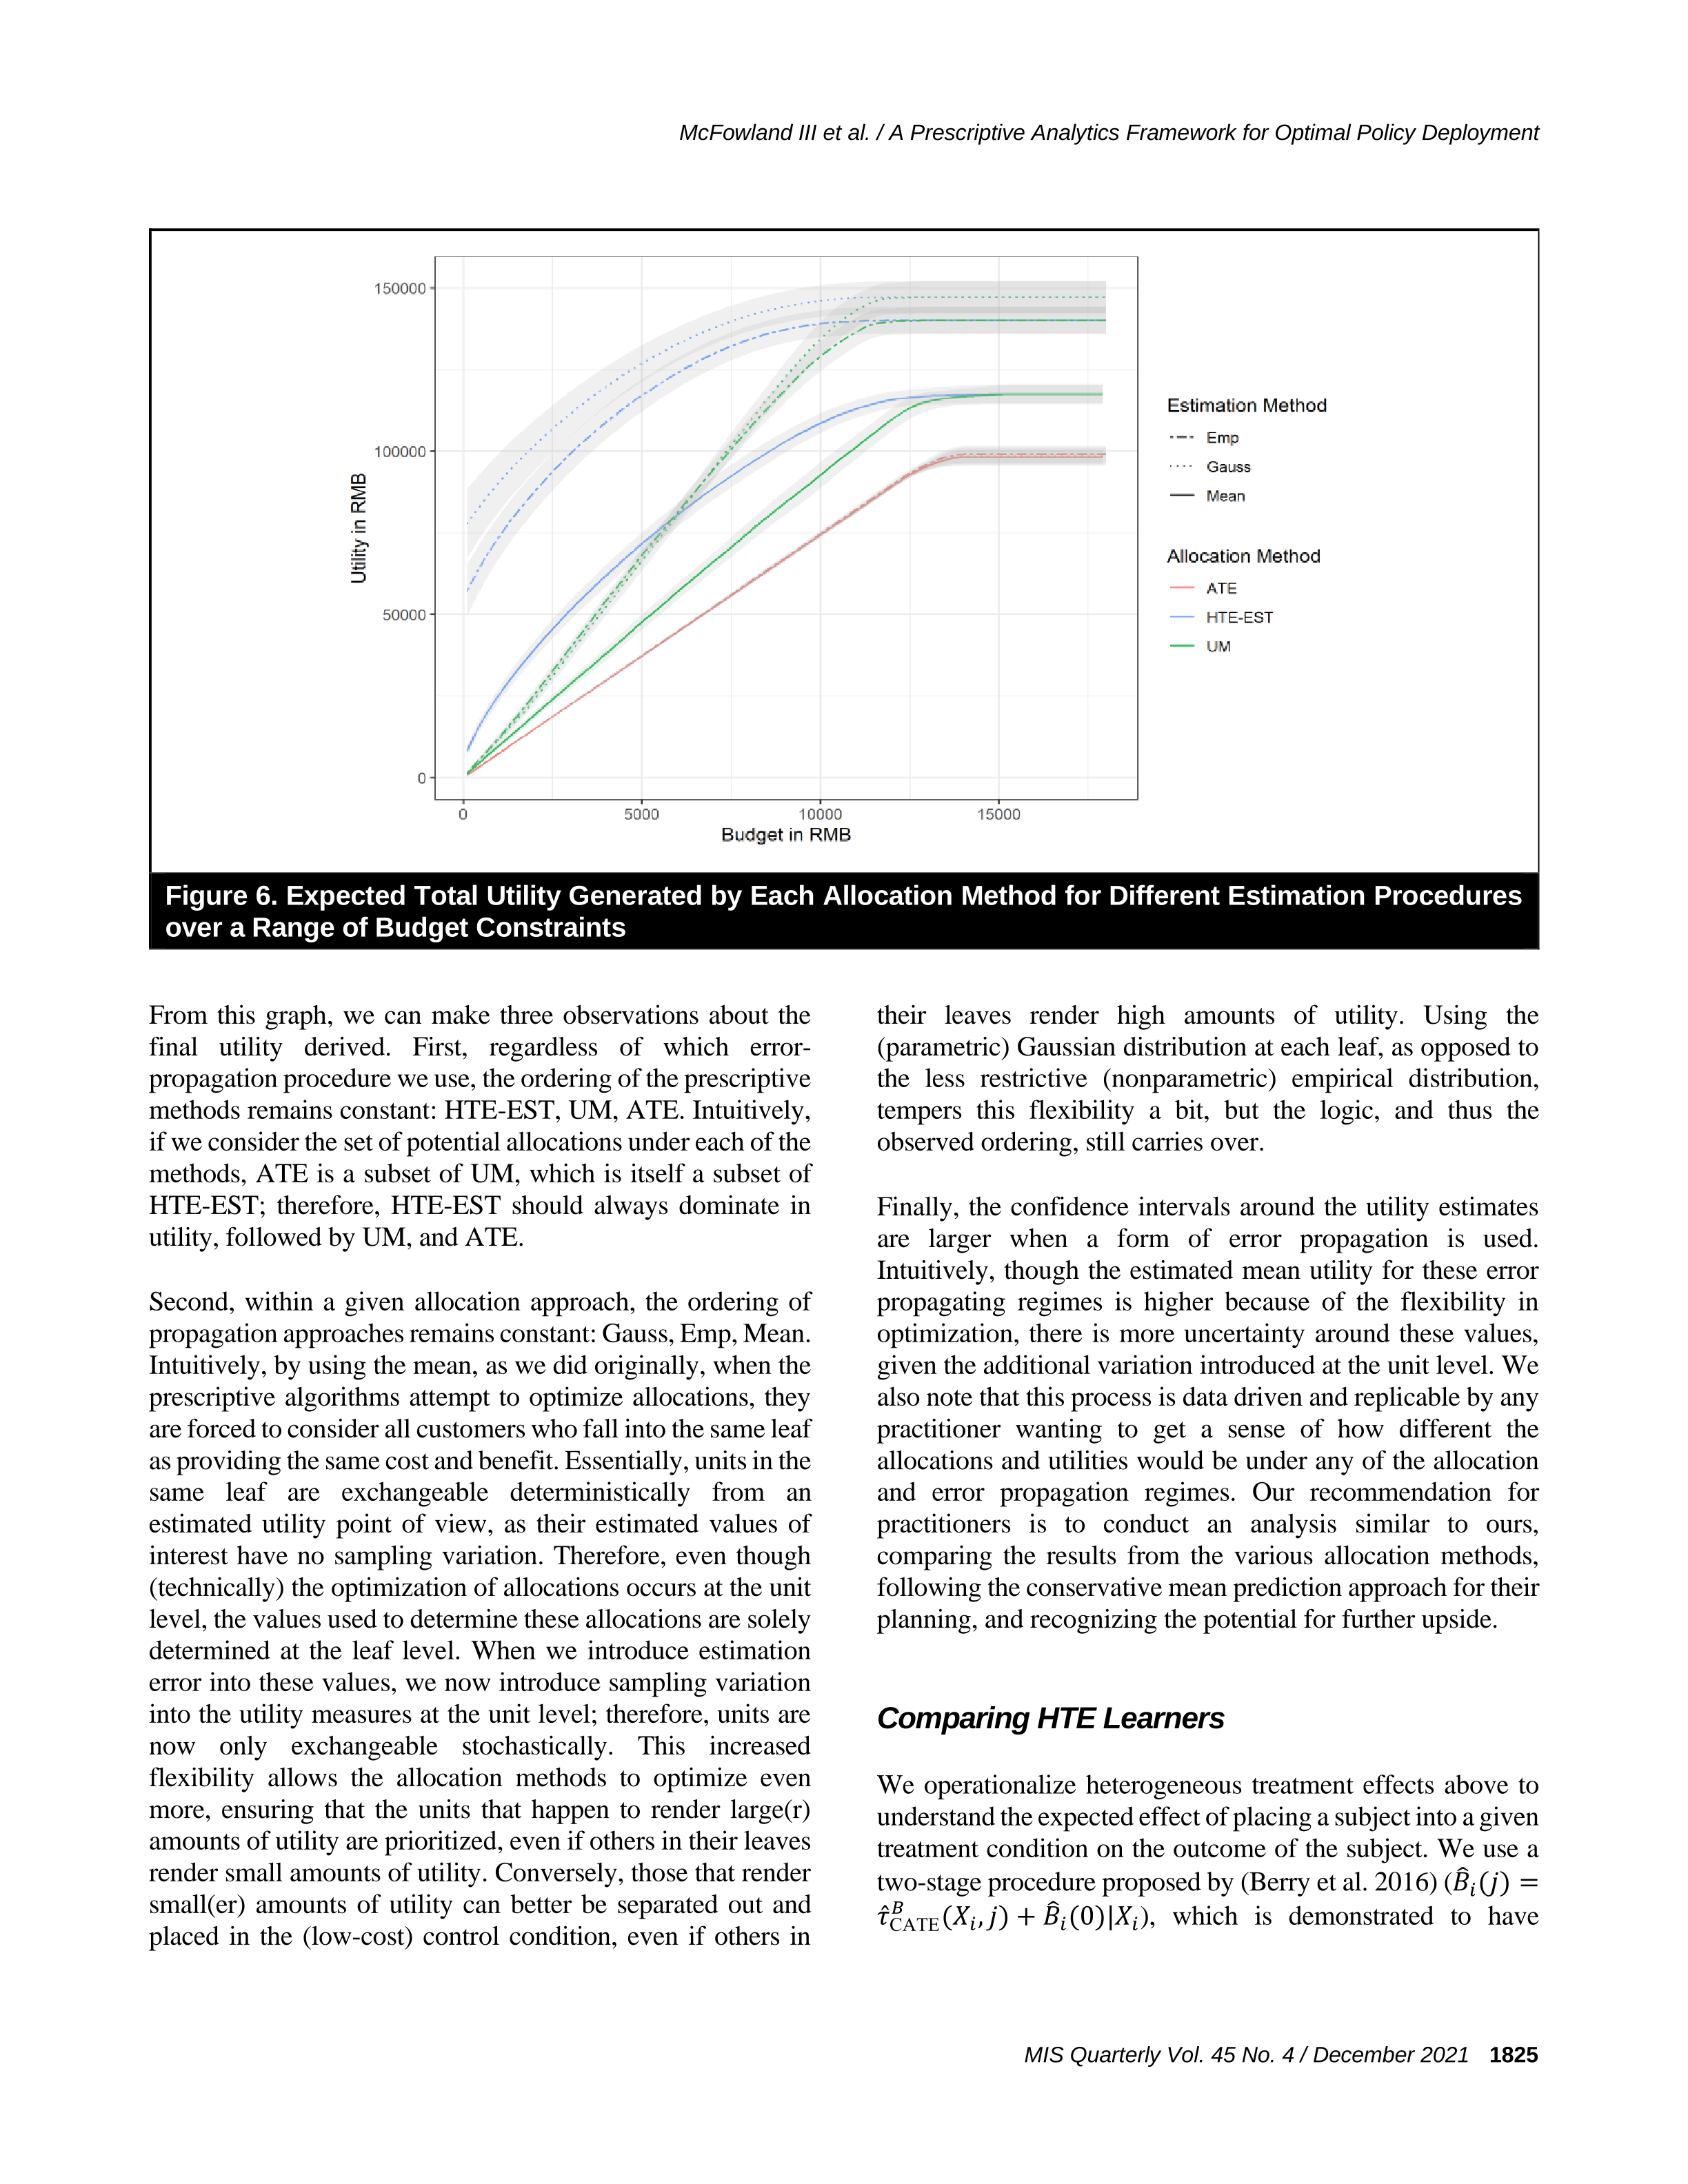 McFowland III et al. / A Prescriptive Analytics Framework for Optimal Policy Deployment
150000
100000
50000
0
Utility in RMB
0 5000 10000 15000
Budget in RMB
Estimation Method
Emp
Gauss
Mean
Allocation Method
ATE
HTE-EST
UM
Figure 6. Expected Total Utility Generated by Each Allocation Method for Different Estimation Procedures
over a Range of Budget Constraints
From this graph, we can make three observations about the
final utility derived. First, regardless of which error-
propagation procedure we use, the ordering of the prescriptive
methods remains constant: HTE-EST, UM, ATE. Intuitively,
if we consider the set of potential allocations under each of the
methods, ATE is a subset of UM, which is itself a subset of
HTE-EST; therefore, HTE-EST should always dominate in
utility, followed by UM, and ATE.
Second, within a given allocation approach, the ordering of
propagation approaches remains constant: Gauss, Emp, Mean.
Intuitively, by using the mean, as we did originally, when the
prescriptive algorithms attempt to optimize allocations, they
are forced to consider all customers who fall into the same leaf
as providing the same cost and benefit. Essentially, units in the
same leaf are exchangeable deterministically from an
estimated utility point of view, as their estimated values of
interest have no sampling variation. Therefore, even though
(technically) the optimization of allocations occurs at the unit
level, the values used to determine these allocations are solely
determined at the leaf level. When we introduce estimation
error into these values, we now introduce sampling variation
into the utility measures at the unit level; therefore, units are
now only exchangeable stochastically. This increased
flexibility allows the allocation methods to optimize even
more, ensuring that the units that happen to render large(r)
amounts of utility are prioritized, even if others in their leaves
render small amounts of utility. Conversely, those that render
small(er) amounts of utility can better be separated out and
placed in the (low-cost) control condition, even if others in
their leaves render high amounts of utility. Using the
(parametric) Gaussian distribution at each leaf, as opposed to
the less restrictive (nonparametric) empirical distribution,
tempers this flexibility a bit, but the logic, and thus the
observed ordering, still carries over.
Finally, the confidence intervals around the utility estimates
are larger when a form of error propagation is used.
Intuitively, though the estimated mean utility for these error
propagating regimes is higher because of the flexibility in
optimization, there is more uncertainty around these values,
given the additional variation introduced at the unit level. We
also note that this process is data driven and replicable by any
practitioner wanting to get a sense of how different the
allocations and utilities would be under any of the allocation
and error propagation regimes. Our recommendation for
practitioners is to conduct an analysis similar to ours,
comparing the results from the various allocation methods,
following the conservative mean prediction approach for their
planning, and recognizing the potential for further upside.
Comparing HTE Learners
We operationalize heterogeneous treatment effects above to
understand the expected effect of placing a subject into a given
treatment condition on the outcome of the subject. We use a
two-stage procedure proposed by (Berry et al. 2016) (B̂ᵢ(j) =
τ̂ᴮ_CATE(Xᵢ, j) + B̂ᵢ(0)|Xᵢ), which is demonstrated to have
MIS Quarterly Vol. 45 No. 4 / December 2021 1825